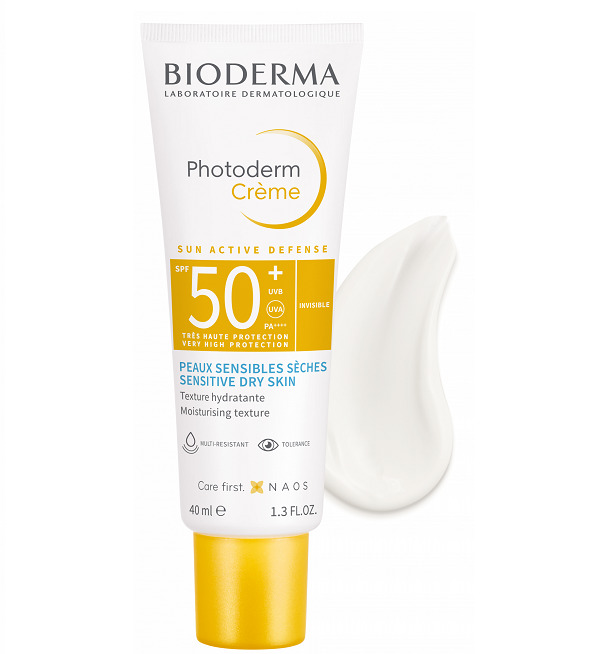 BIODERMA
LABORATOIRE DERMATOLOGIQUE
Photoderm
Crème
SUN ACTIVE DEFENSE
SPF 50+
UVB
UVA
PA++++
INVISIBLE
TRÈS HAUTE PROTECTION
VERY HIGH PROTECTION
PEAUX SENSIBLES SÈCHES
SENSITIVE DRY SKIN
Texture hydratante
Moisturising texture
MULTI-RESISTANT TOLERANCE
Care first. NAOS
40 ml ℮ 1.3 FL.OZ.